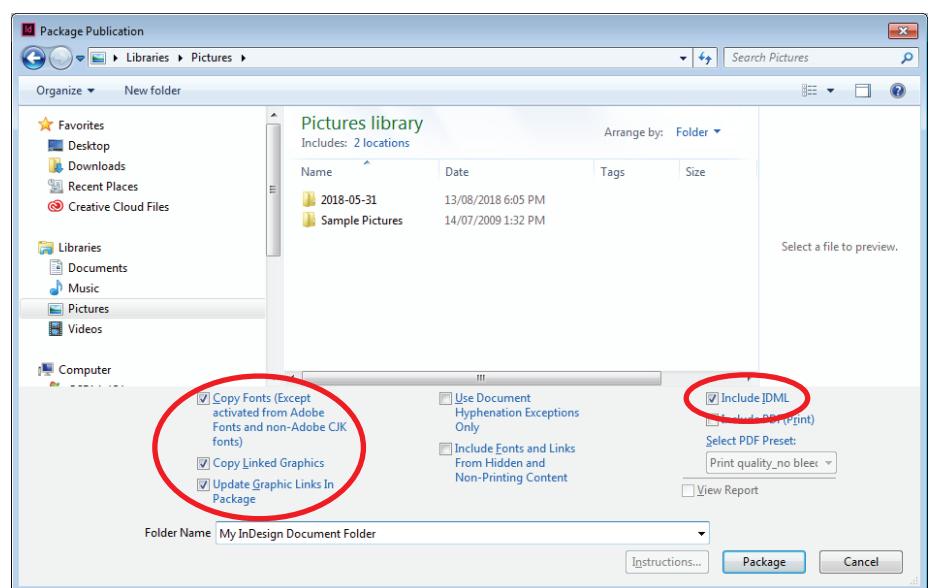 Id Package Publication
Libraries Pictures
Search Pictures
Organize New folder
Favorites
Desktop
Downloads
Recent Places
Creative Cloud Files
Libraries
Documents
Music
Pictures
Videos
Computer
Pictures library
Includes: 2 locations
Arrange by: Folder
Name Date Tags Size
2018-05-31 13/08/2018 6:05 PM
Sample Pictures 14/07/2009 1:32 PM
Select a file to preview.
Copy Fonts (Except
activated from Adobe
Fonts and non-Adobe CJK
fonts)
Copy Linked Graphics
Update Graphic Links In
Package
Use Document
Hyphenation Exceptions
Only
Include Fonts and Links
From Hidden and
Non-Printing Content
Include IDML
Include PDF(Print)
Select PDF Preset:
Print quality_no bleed
View Report
Folder Name My InDesign Document Folder
Instructions... Package Cancel